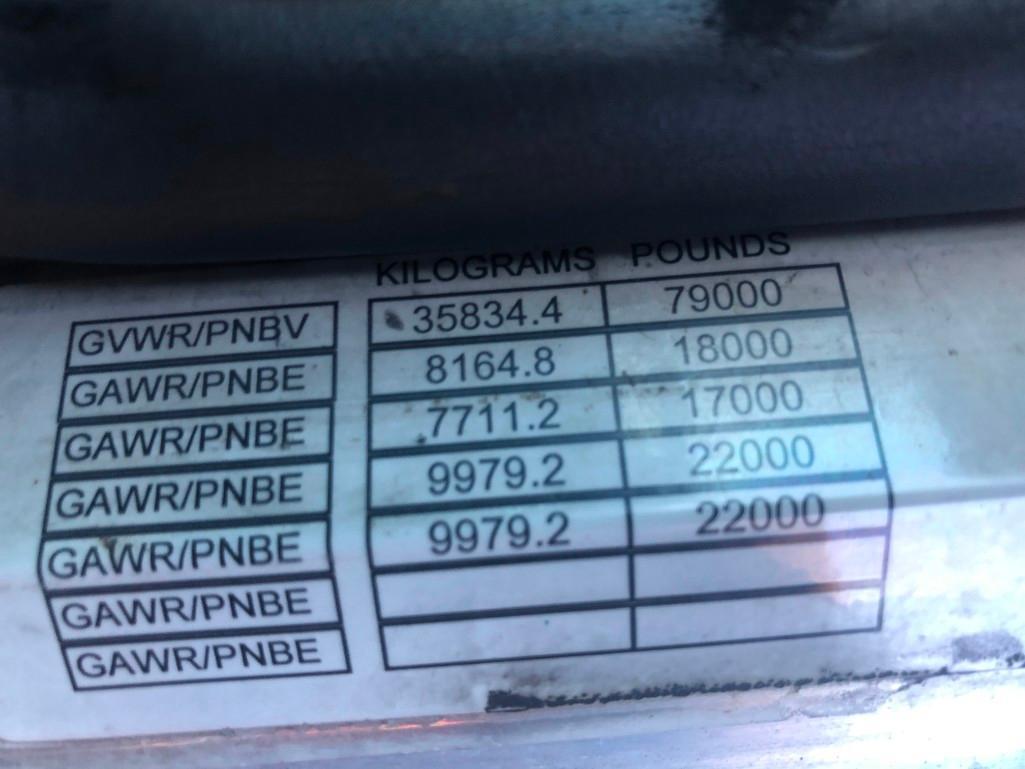 KILOGRAMS POUNDS
GVWR/PNBV 35834.4 79000
GAWR/PNBE 8164.8 18000
GAWR/PNBE 7711.2 17000
GAWR/PNBE 9979.2 22000
GAWR/PNBE 9979.2 22000
GAWR/PNBE
GAWR/PNBE